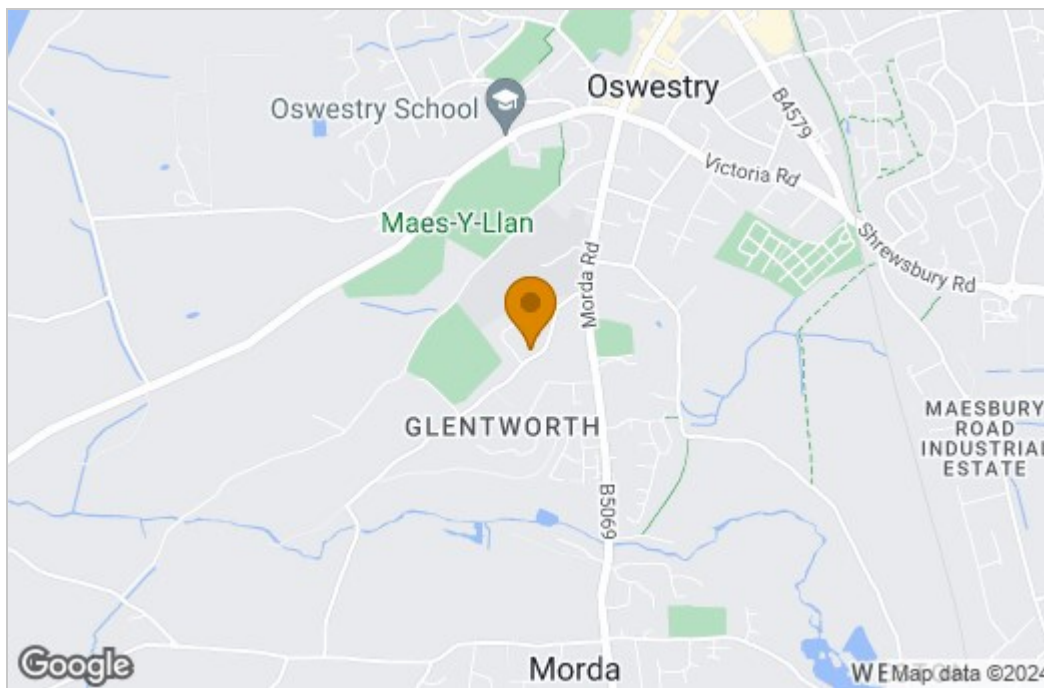 Oswestry
Oswestry School
B4579
Victoria Rd
Maes-Y-Llan
Shrewsbury Rd
Morda Rd
GLENTWORTH
MAESBURY
ROAD
INDUSTRIAL
ESTATE
B5069
Morda
Google
Map data ©2024